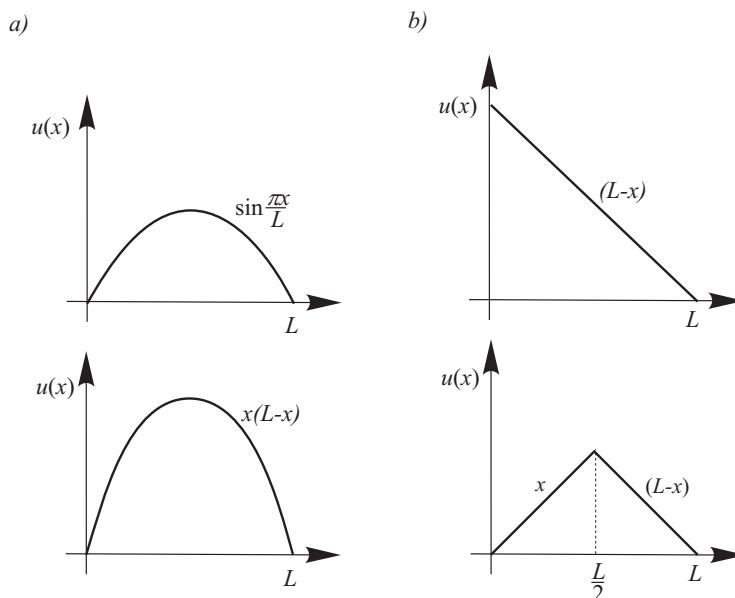 a)
u(x)
sin πx/L
L
u(x)
x(L-x)
L
b)
u(x)
(L-x)
L
u(x)
x
(L-x)
L/2
L